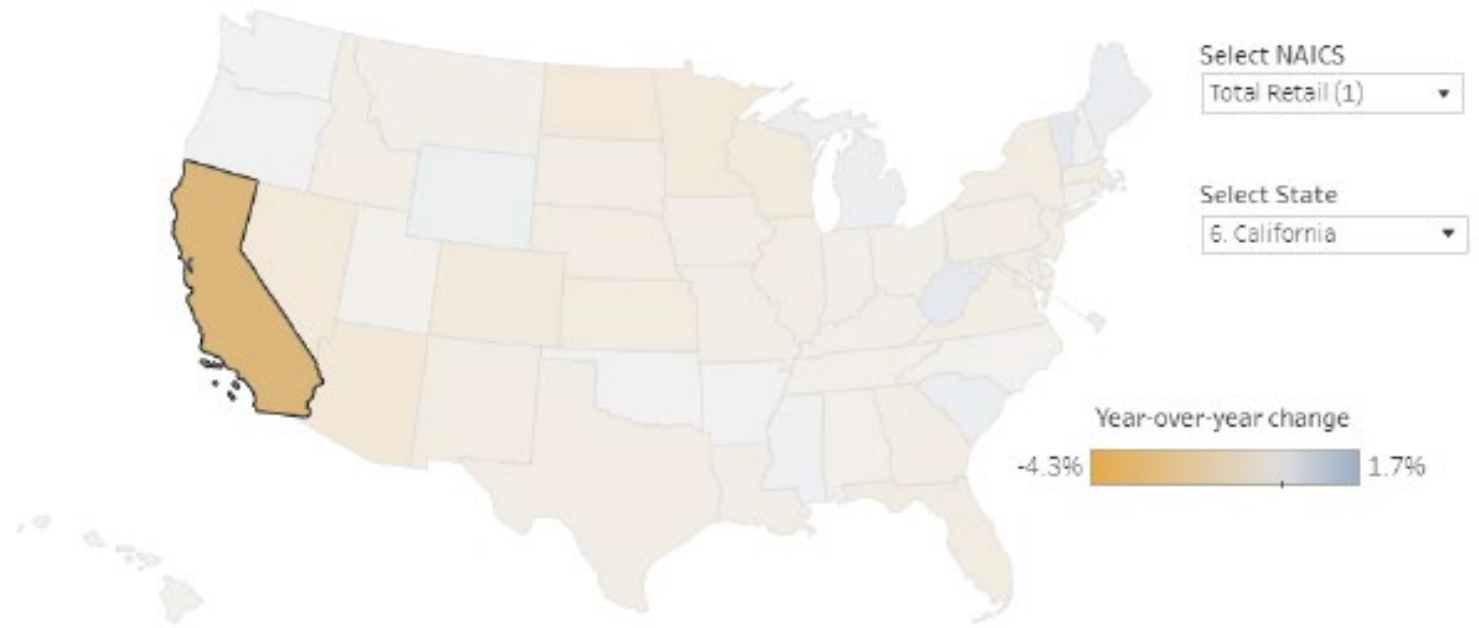 Select NAICS
Total Retail (1)
Select State
6. California
Year-over-year change
-4.3%
1.7%